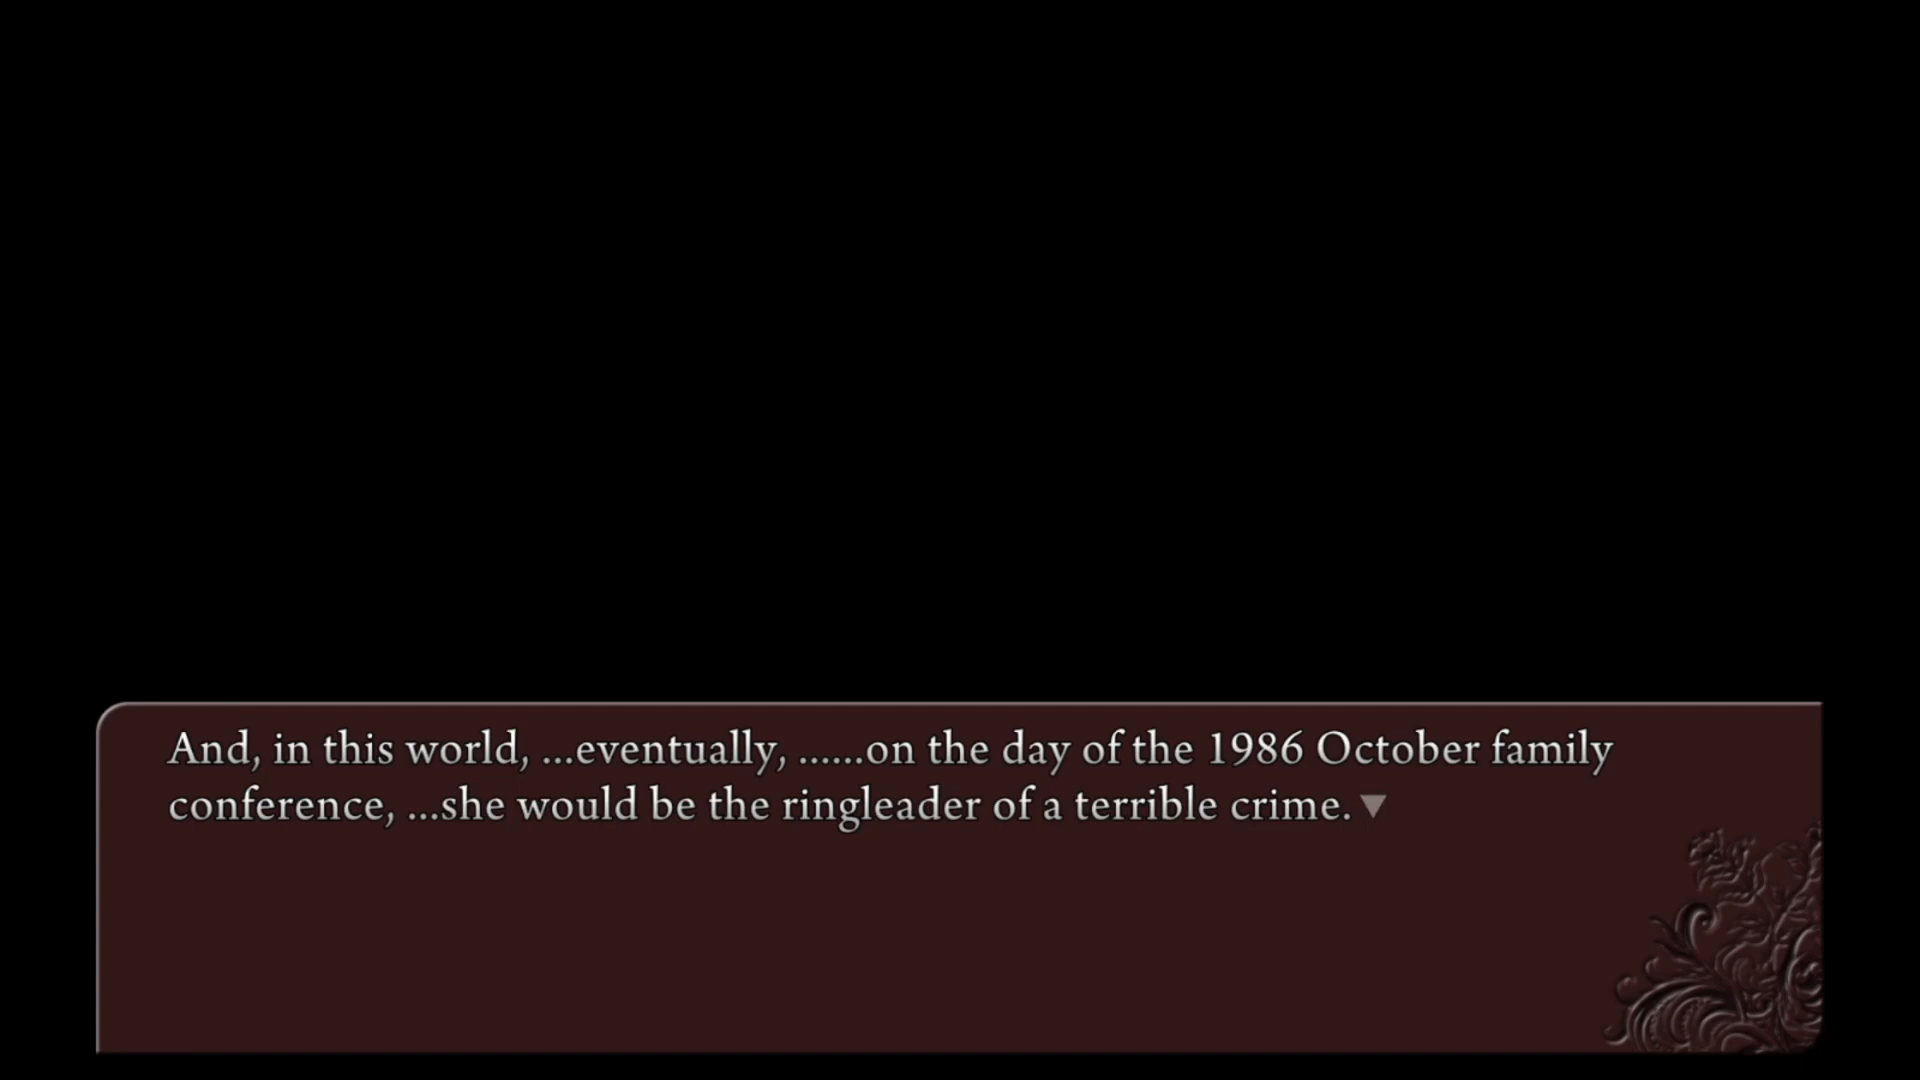 And, in this world, ...eventually, ......on the day of the 1986 October family
conference, ...she would be the ringleader of a terrible crime.